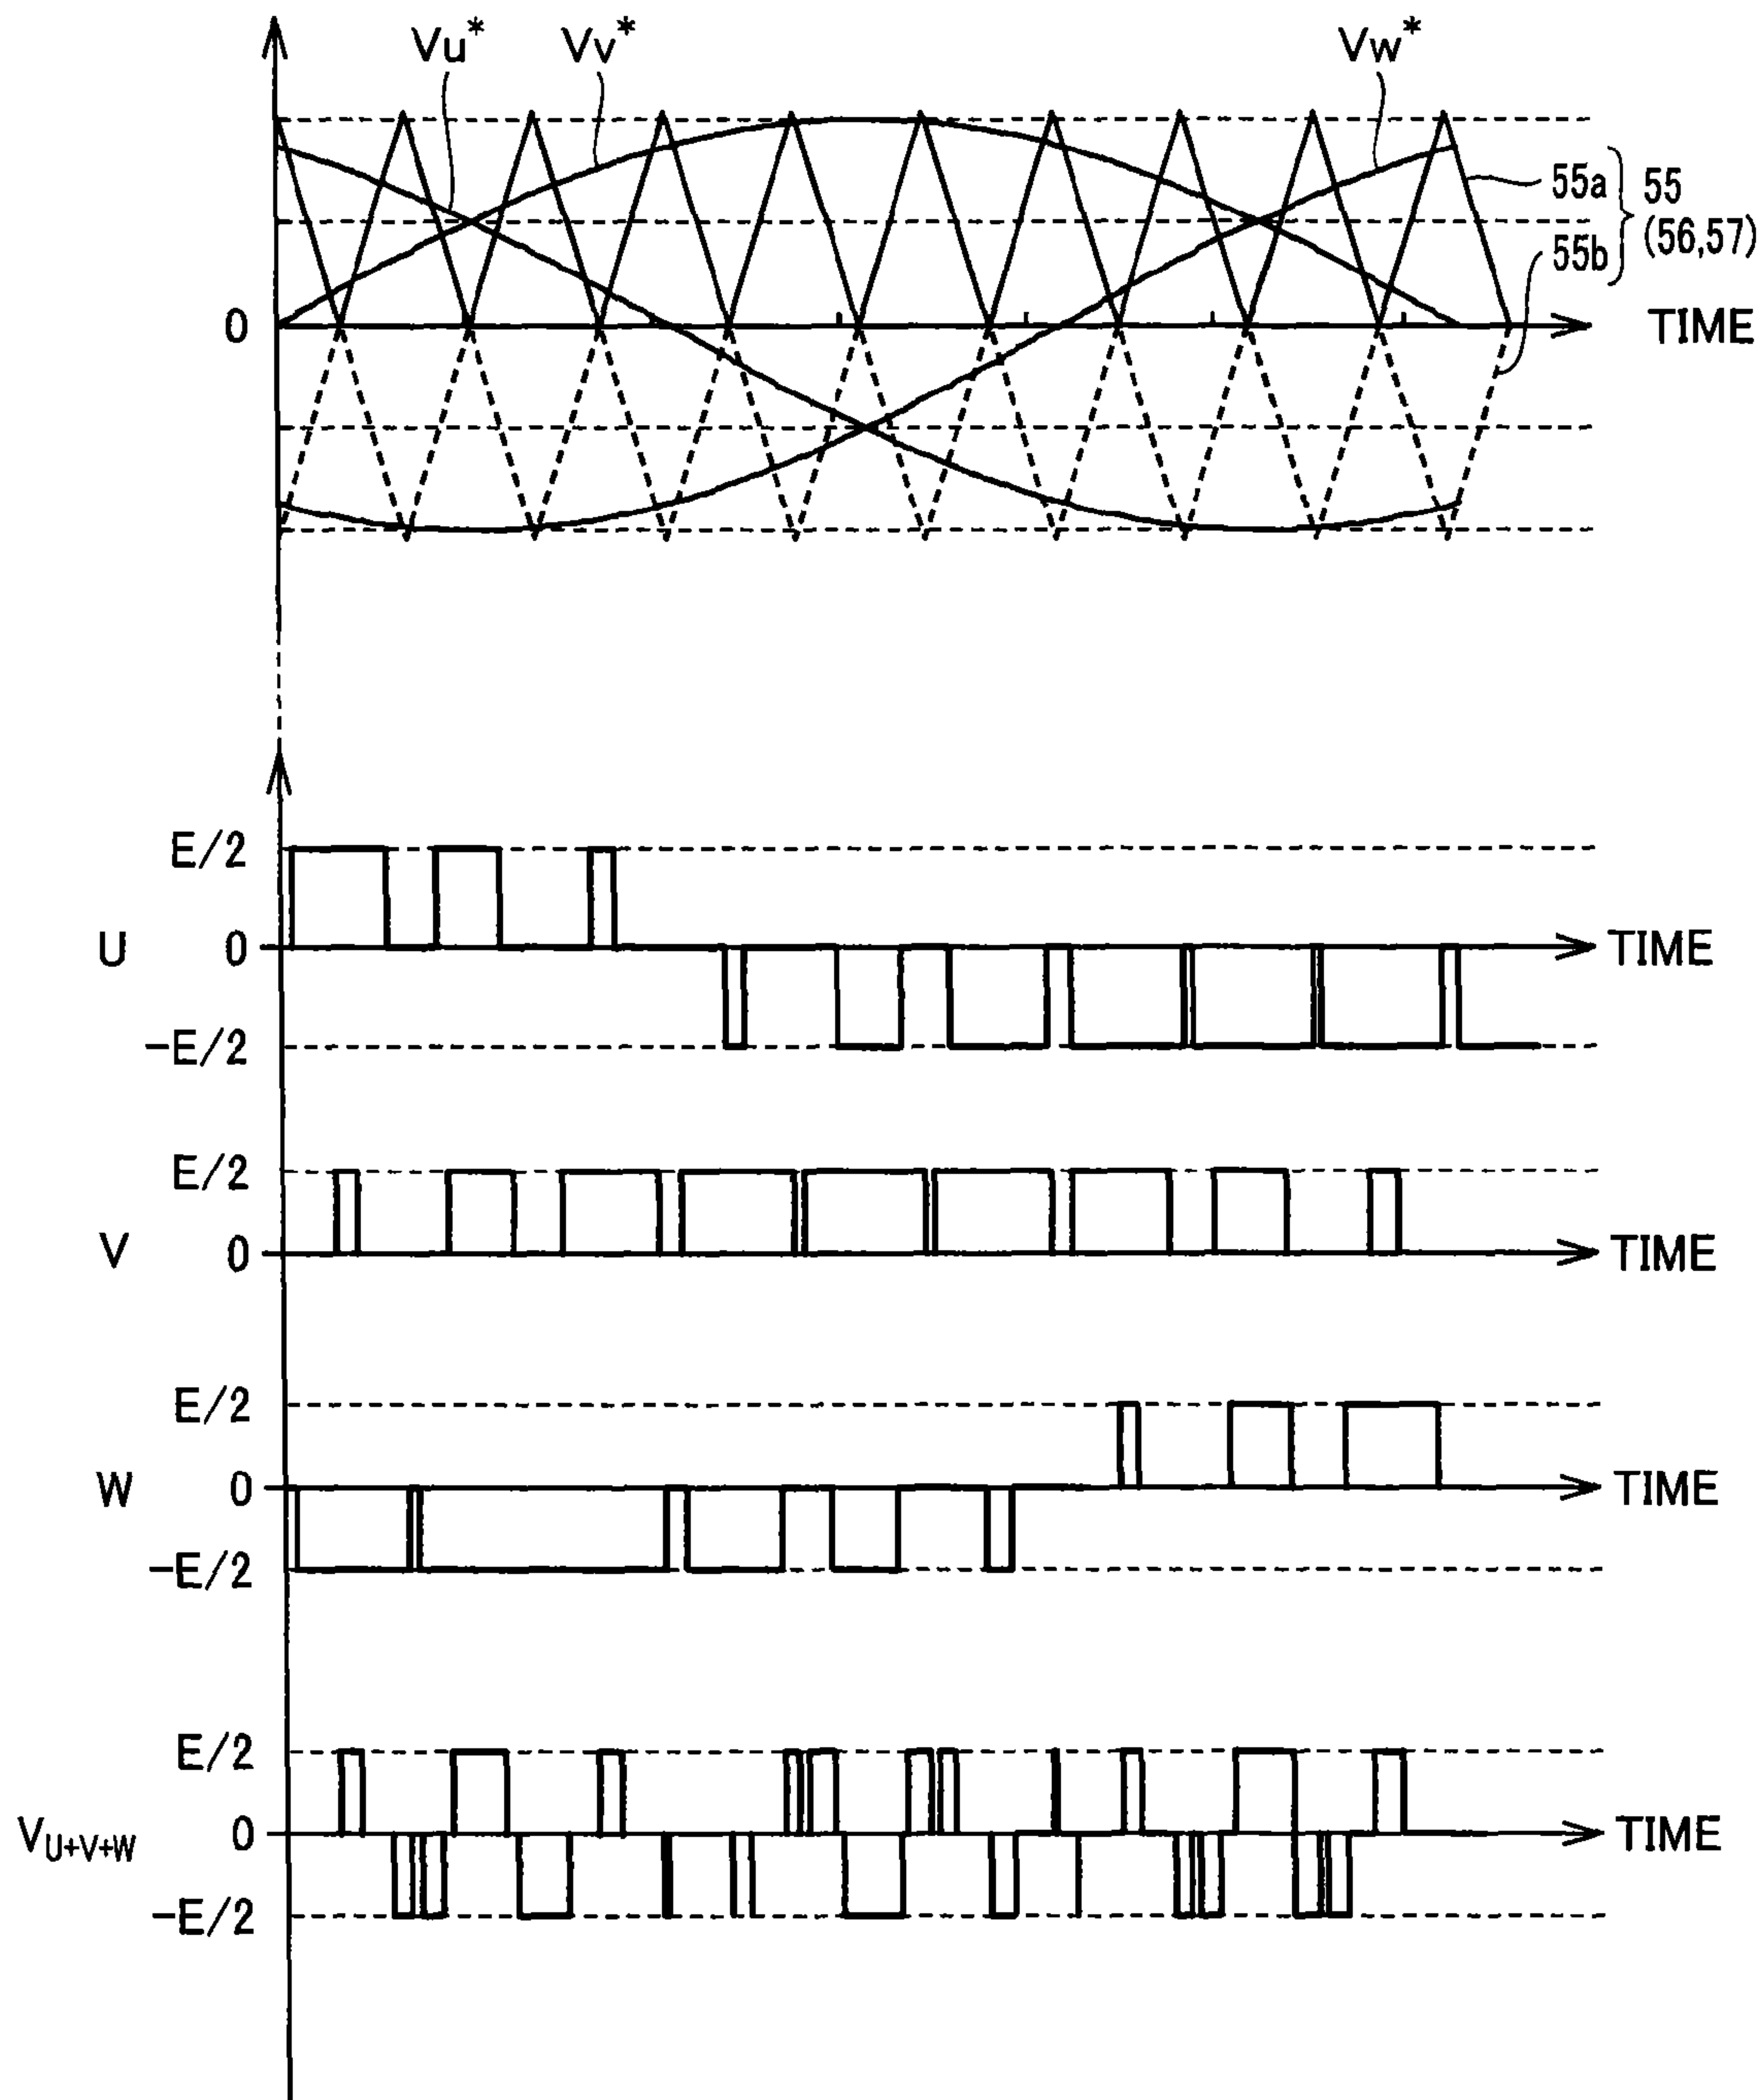 Vu*
Vv*
Vw*
55a
55
(56,57)
55b
0
TIME
E/2
U
0
TIME
-E/2
E/2
V
0
TIME
E/2
W
0
TIME
-E/2
E/2
VU+V+W
0
TIME
-E/2